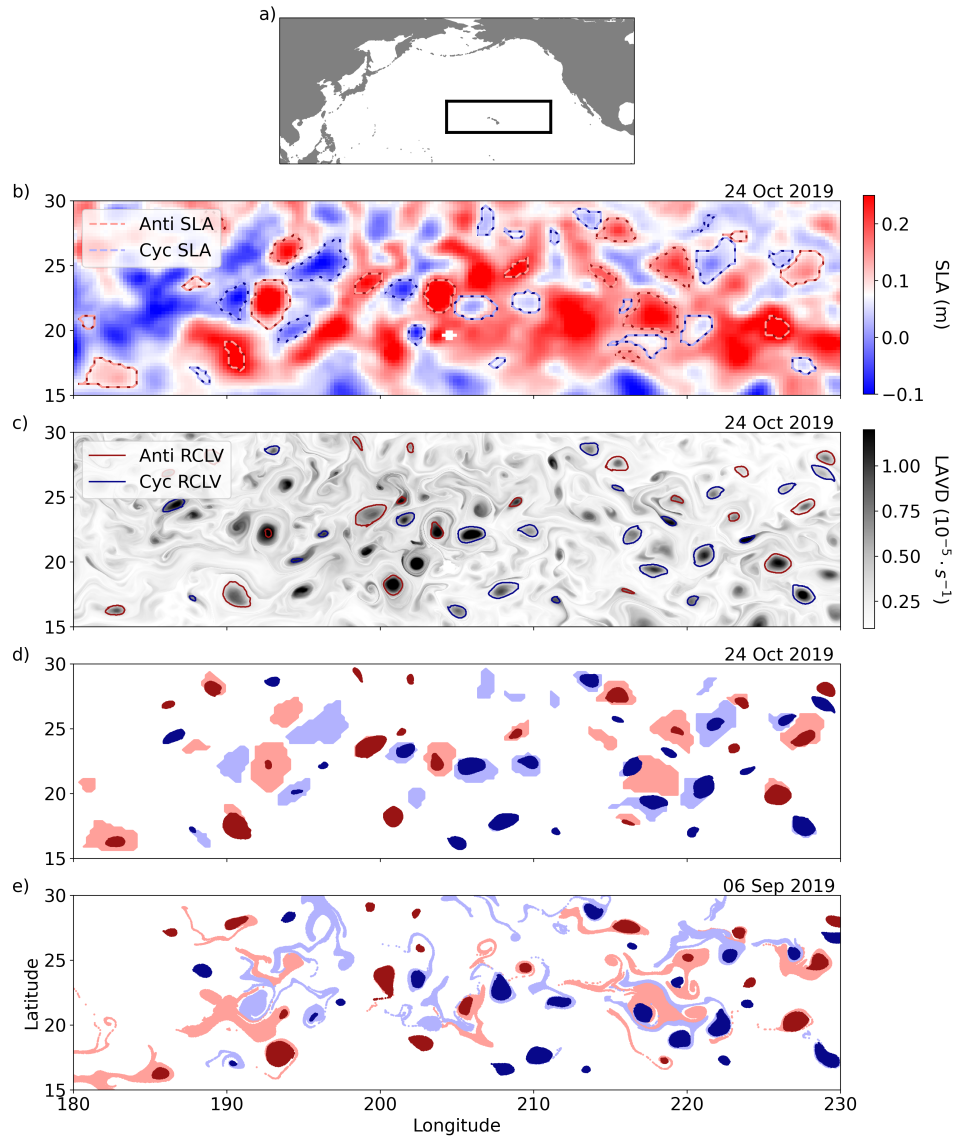 a)
b)
24 Oct 2019
Anti SLA
Cyc SLA
30
25
20
15
0.2
0.1
0.0
−0.1
SLA (m)
c)
24 Oct 2019
Anti RCLV
Cyc RCLV
30
25
20
15
1.00
0.75
0.50
0.25
LAVD (10⁻⁵ · s⁻¹)
d)
24 Oct 2019
30
25
20
15
e)
06 Sep 2019
30
25
20
15
Latitude
180 190 200 210 220 230
Longitude